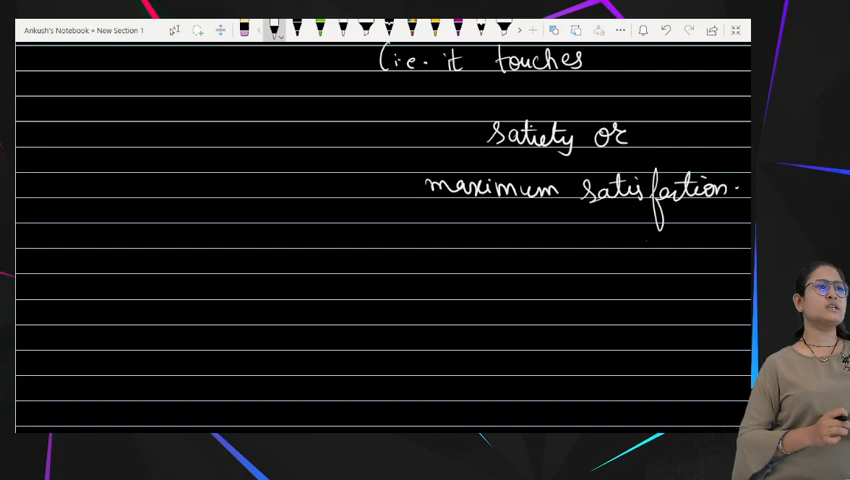 Ankush's Notebook » New Section 1
(i.e. it touches
satiety or
maximum satisfaction.